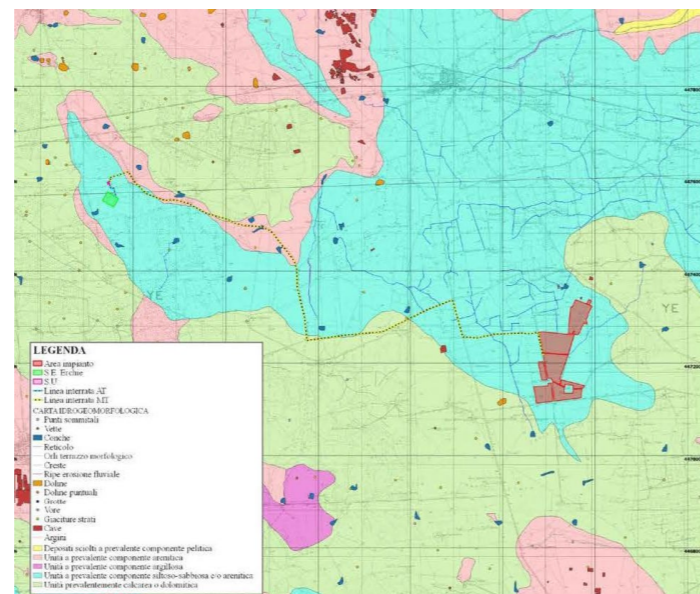 YE
YE
YE
LEGENDA
Area impianto
S.E. Erchie
S.U.
Linea interrata AT
Linea interrata MT
CARTA IDROGEOMORFOLOGICA
Punti sommitali
Vette
Conche
Reticolo
Orli terrazzo morfologico
Creste
Ripe erosione fluviale
Doline
Doline puntuali
Grotte
Vore
Giaciture strati
Cave
Argini
Depositi sciolti a prevalente componente pelitica
Unità a prevalente componente arenitica
Unità a prevalente componente argillosa
Unità a prevalente componente siltoso-sabbiosa e/o arenitica
Unità prevalentemente calcarea o dolomitica